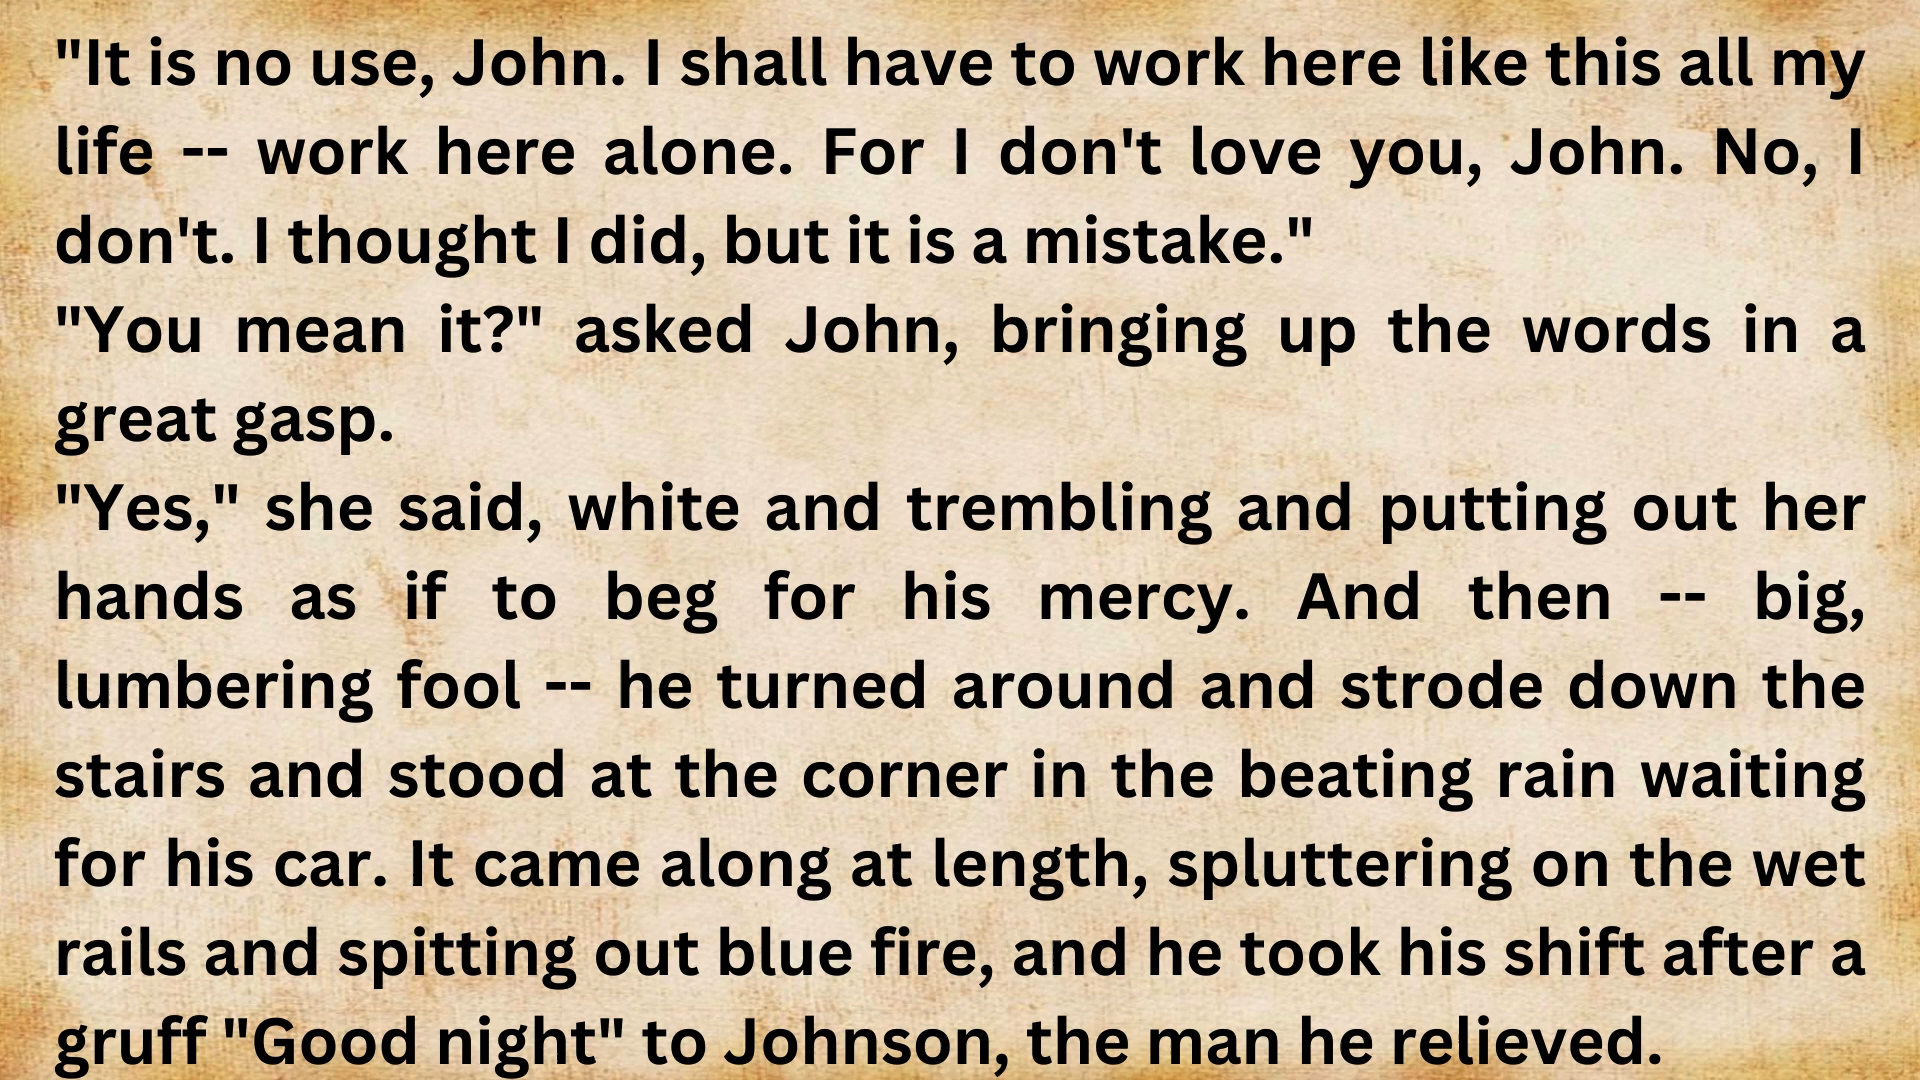 "It is no use, John. I shall have to work here like this all my
life -- work here alone. For I don't love you, John. No, I
don't. I thought I did, but it is a mistake."
"You mean it?" asked John, bringing up the words in a
great gasp.
"Yes," she said, white and trembling and putting out her
hands as if to beg for his mercy. And then -- big,
lumbering fool -- he turned around and strode down the
stairs and stood at the corner in the beating rain waiting
for his car. It came along at length, spluttering on the wet
rails and spitting out blue fire, and he took his shift after a
gruff "Good night" to Johnson, the man he relieved.